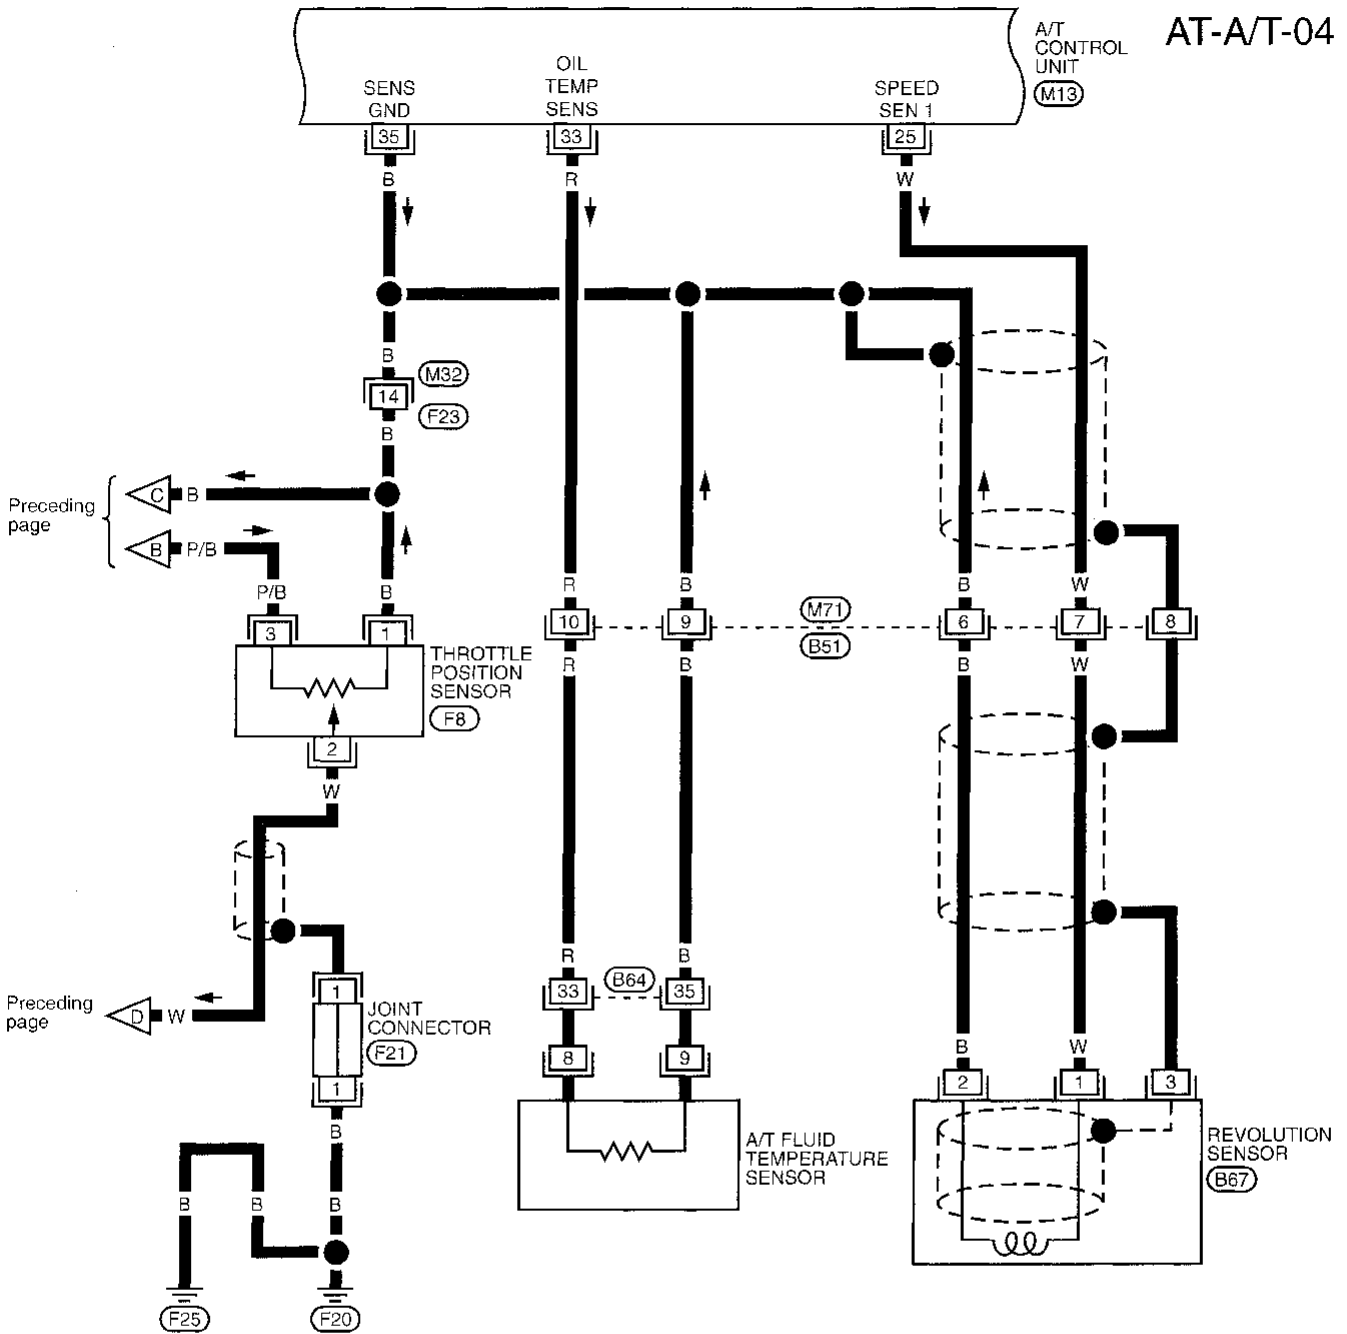 AT-A/T-04
A/T
CONTROL
UNIT
M13
SENS
GND
OIL
TEMP
SENS
SPEED
SEN 1
35
33
25
B
R
W
B
M32
14
F23
B
Preceding
page
C
B
B
P/B
P/B
B
R
B
B
W
3
1
10
9
M71
B51
6
7
8
THROTTLE
POSITION
SENSOR
F8
R
B
B
W
2
W
Preceding
page
D
W
1
JOINT
CONNECTOR
F21
1
R
B
33
B64
35
8
9
B
W
2
1
3
A/T FLUID
TEMPERATURE
SENSOR
REVOLUTION
SENSOR
B67
B
B
B
B
F25
F20